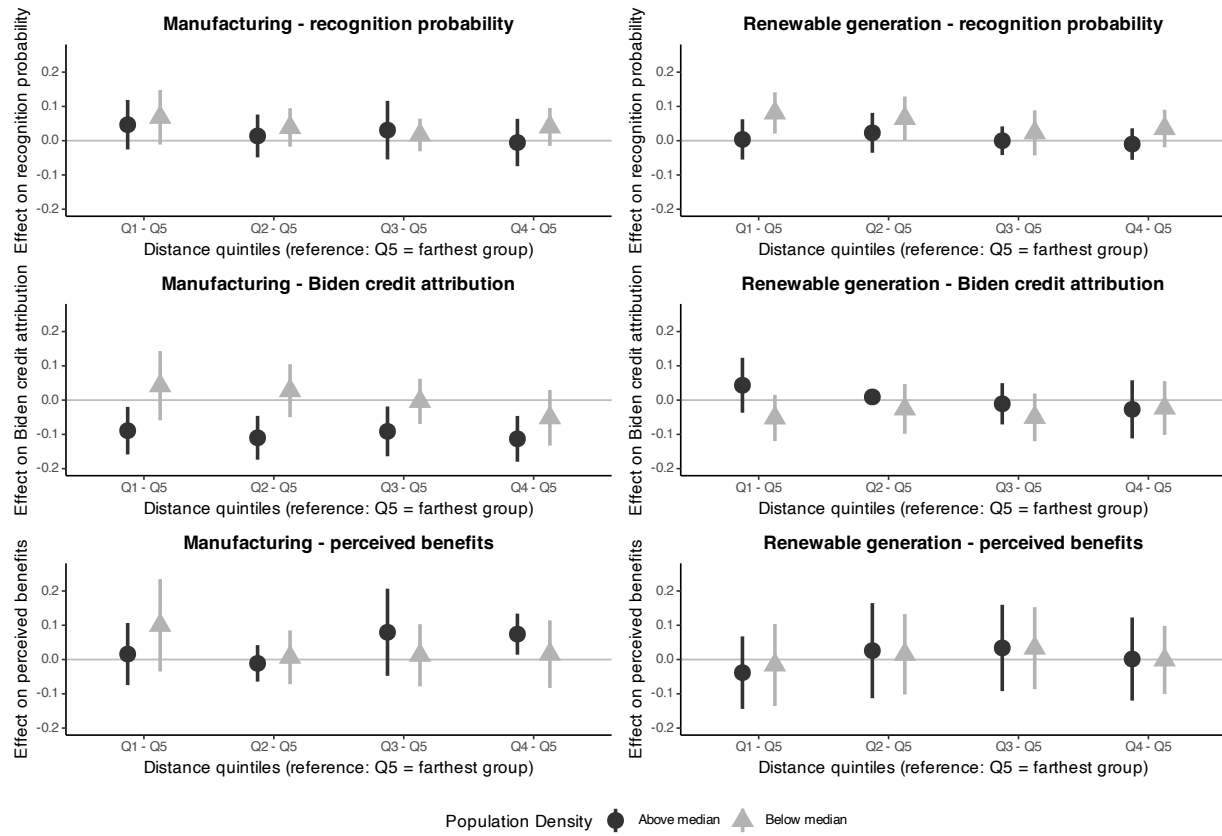 Manufacturing - recognition probability
Effect on recognition probability
0.2
0.1
0.0
-0.1
-0.2
Q1 - Q5 Q2 - Q5 Q3 - Q5 Q4 - Q5
Distance quintiles (reference: Q5 = farthest group)
Renewable generation - recognition probability
Effect on recognition probability
0.2
0.1
0.0
-0.1
-0.2
Q1 - Q5 Q2 - Q5 Q3 - Q5 Q4 - Q5
Distance quintiles (reference: Q5 = farthest group)
Manufacturing - Biden credit attribution
Effect on Biden credit attribution
0.2
0.1
0.0
-0.1
-0.2
Q1 - Q5 Q2 - Q5 Q3 - Q5 Q4 - Q5
Distance quintiles (reference: Q5 = farthest group)
Renewable generation - Biden credit attribution
Effect on Biden credit attribution
0.2
0.1
0.0
-0.1
-0.2
Q1 - Q5 Q2 - Q5 Q3 - Q5 Q4 - Q5
Distance quintiles (reference: Q5 = farthest group)
Manufacturing - perceived benefits
Effect on perceived benefits
0.2
0.1
0.0
-0.1
-0.2
Q1 - Q5 Q2 - Q5 Q3 - Q5 Q4 - Q5
Distance quintiles (reference: Q5 = farthest group)
Renewable generation - perceived benefits
Effect on perceived benefits
0.2
0.1
0.0
-0.1
-0.2
Q1 - Q5 Q2 - Q5 Q3 - Q5 Q4 - Q5
Distance quintiles (reference: Q5 = farthest group)
Population Density Above median Below median